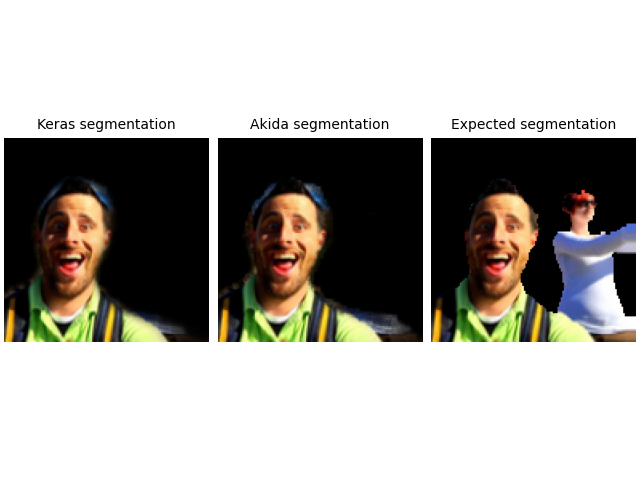 Keras segmentation
Akida segmentation
Expected segmentation